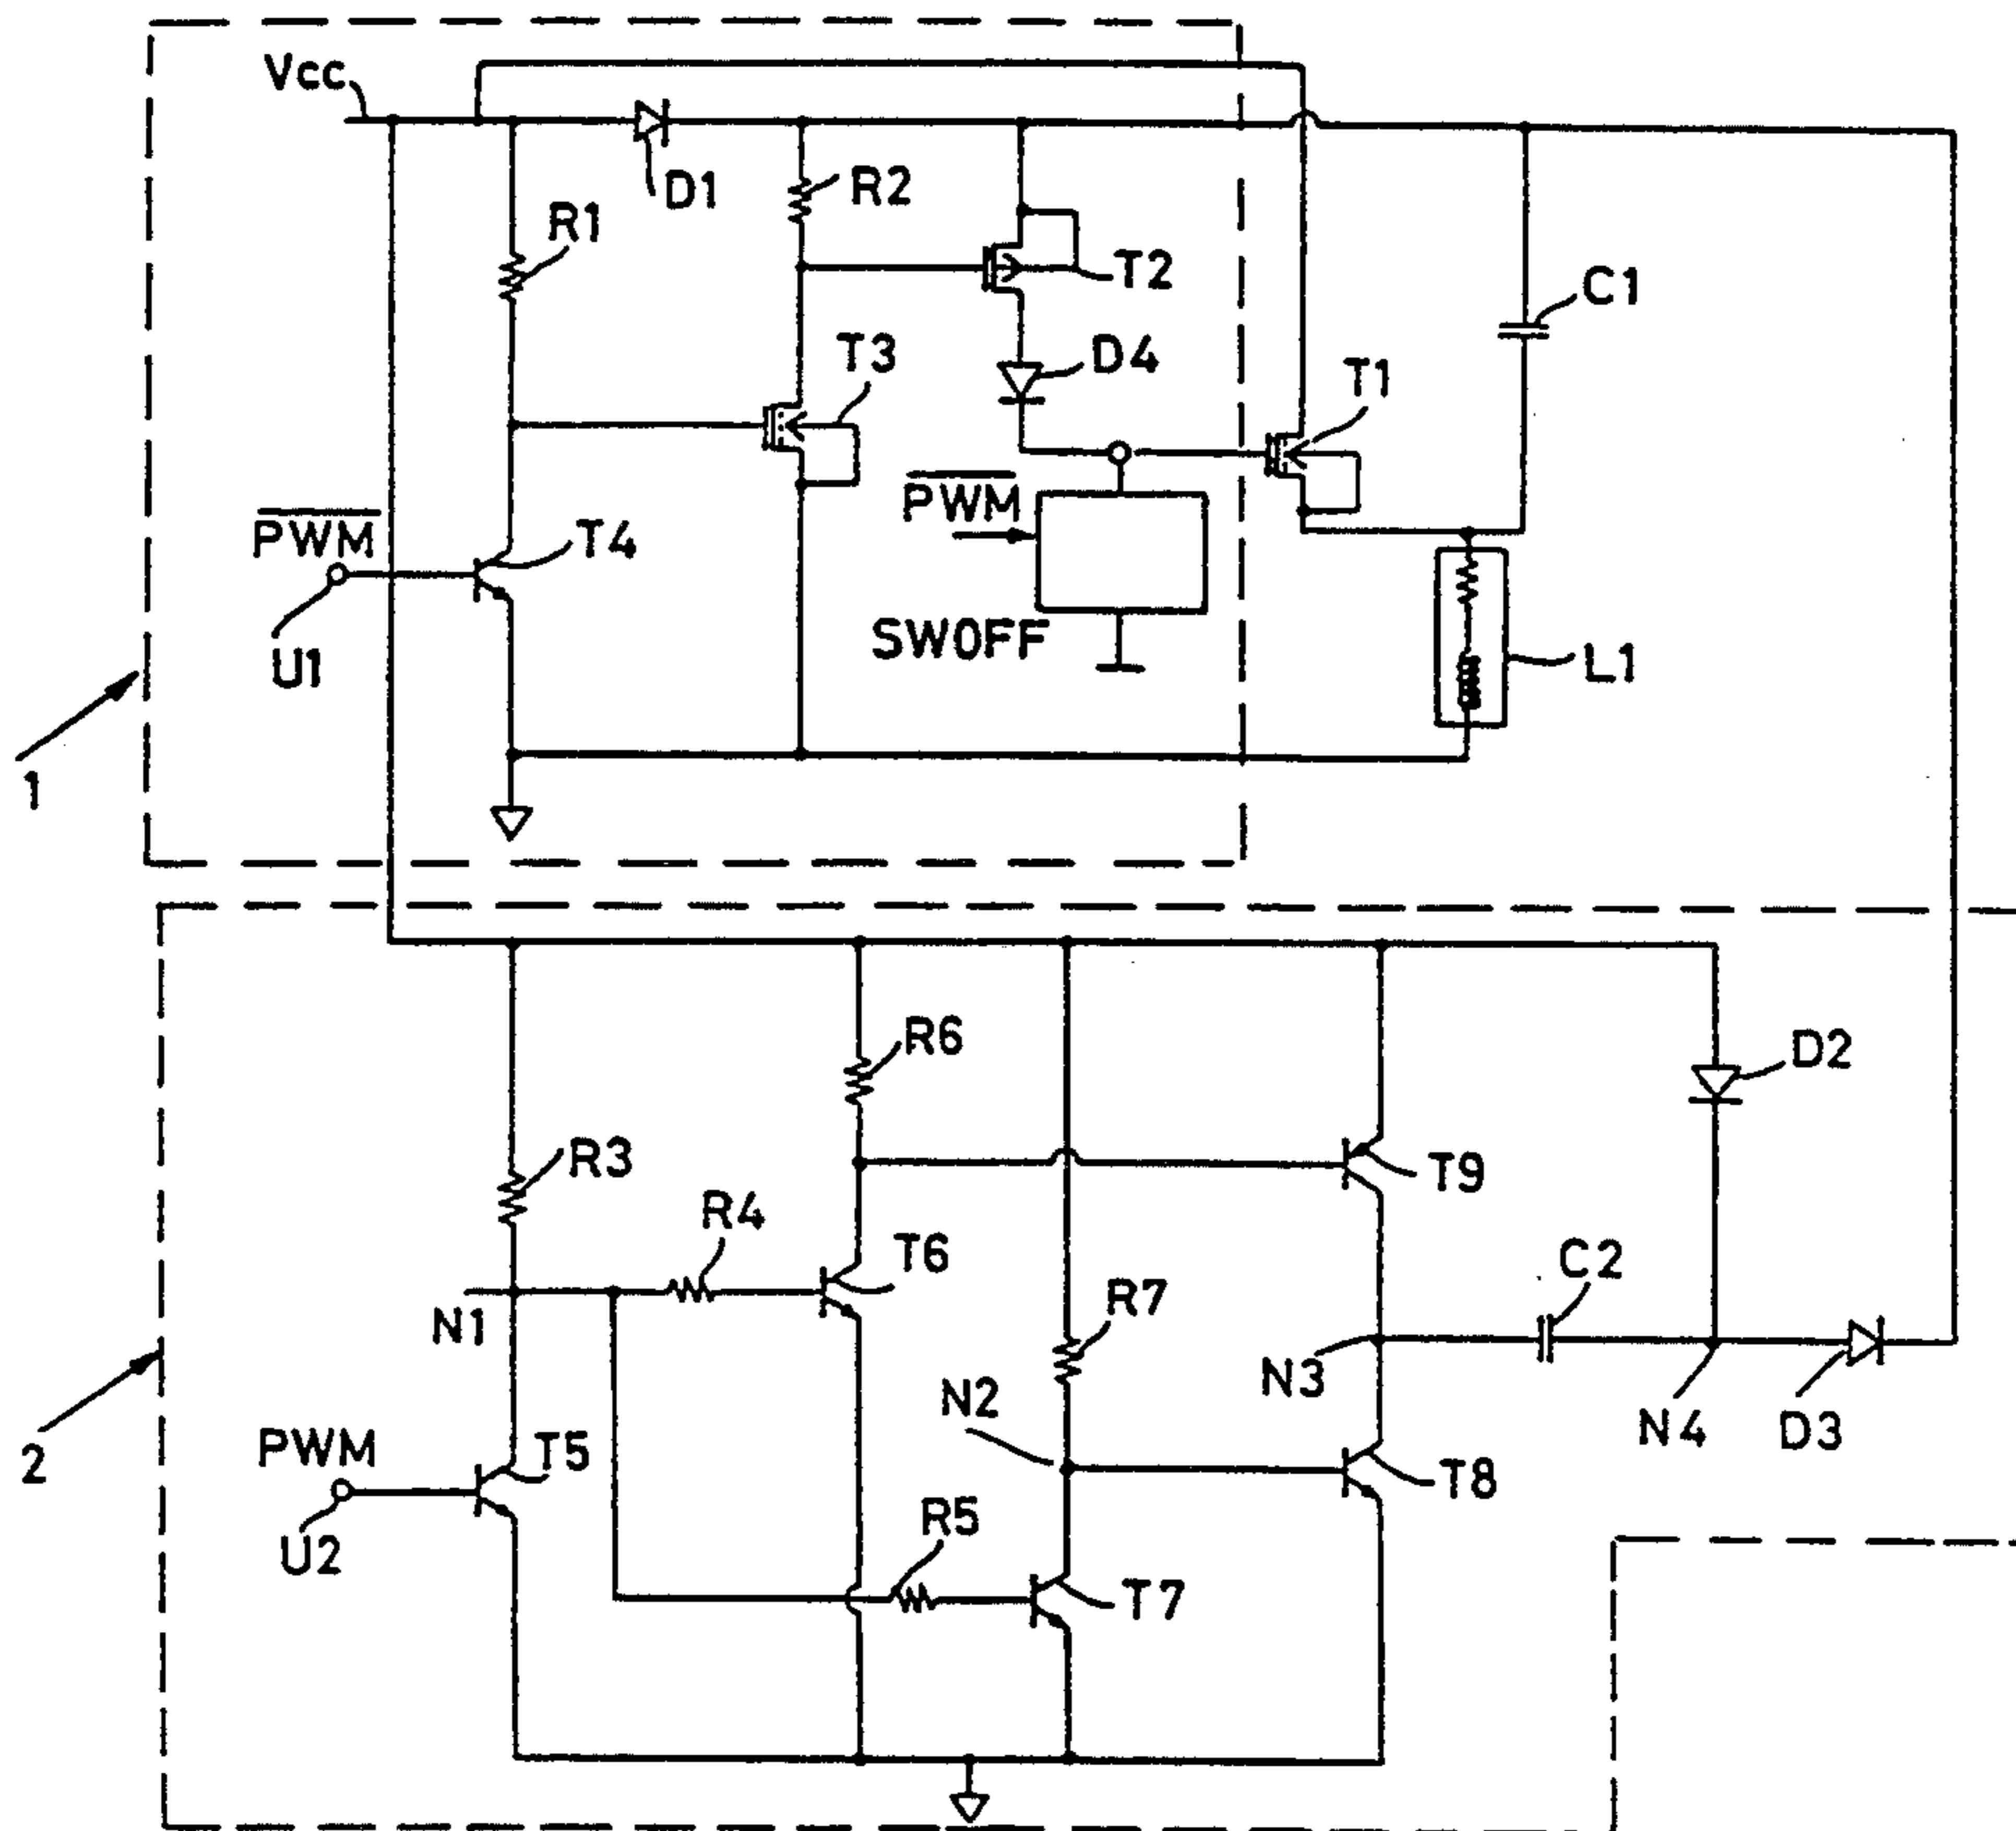 Vcc
D1
R2
R1
T2
C1
T3
D4
T1
PWM
PWM
T4
U1
SWOFF
L1
1
R6
D2
R3
T9
R4
T6
C2
R7
N1
N3
N2
N4
D3
PWM
T5
T8
2
R5
U2
T7